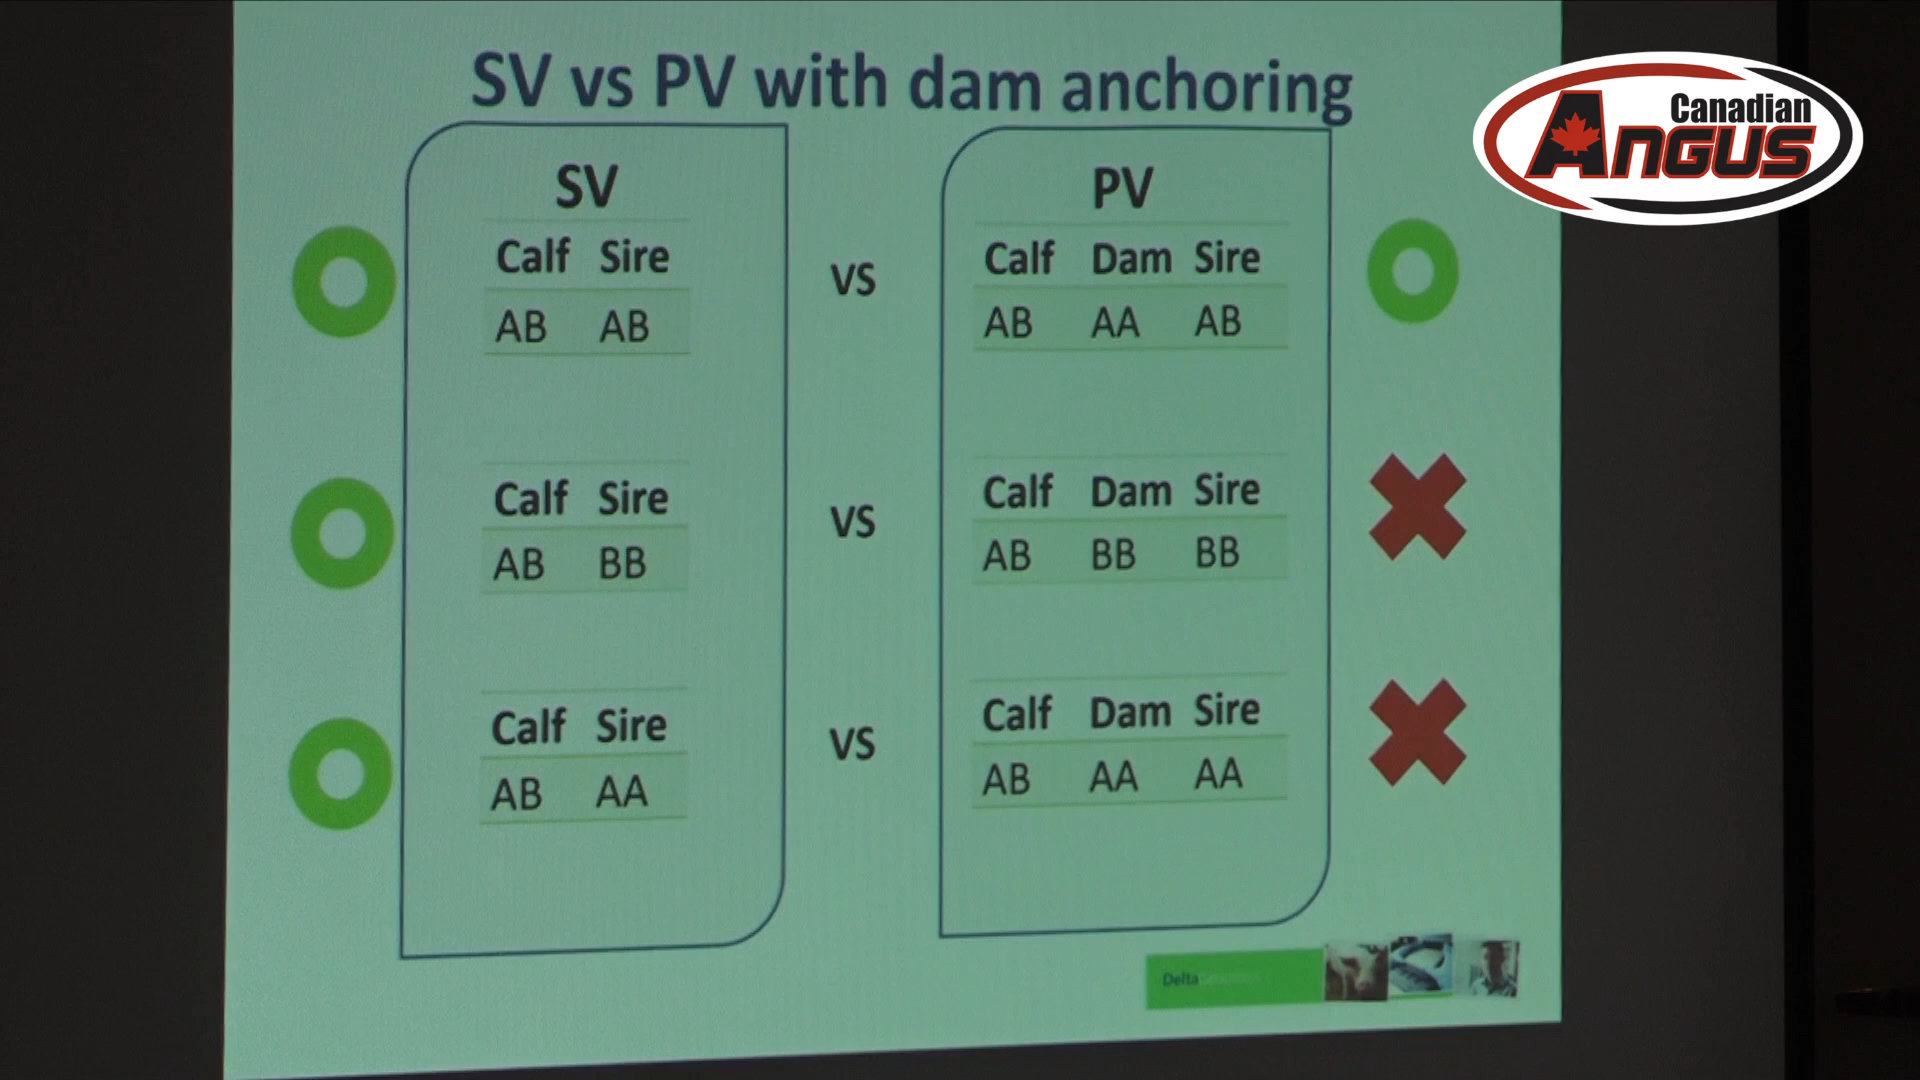 SV vs PV with dam anchoring
Canadian
ANGUS
SV
Calf Sire
AB AB
VS
PV
Calf Dam Sire
AB AA AB
Calf Sire
AB BB
VS
Calf Dam Sire
AB BB BB
Calf Sire
AB AA
VS
Calf Dam Sire
AB AA AA
Delta